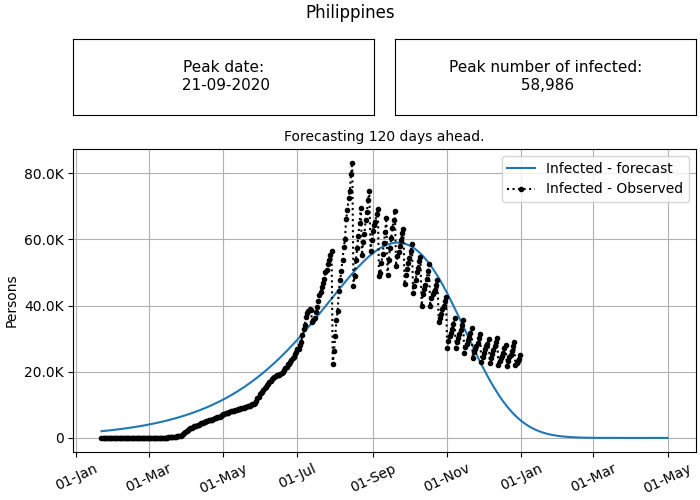 Philippines
Peak date:
21-09-2020
Peak number of infected:
58,986
Forecasting 120 days ahead.
Infected - forecast
Infected - Observed
Persons
80.0K
60.0K
40.0K
20.0K
0
01-Jan
01-Mar
01-May
01-Jul
01-Sep
01-Nov
01-Jan
01-Mar
01-May